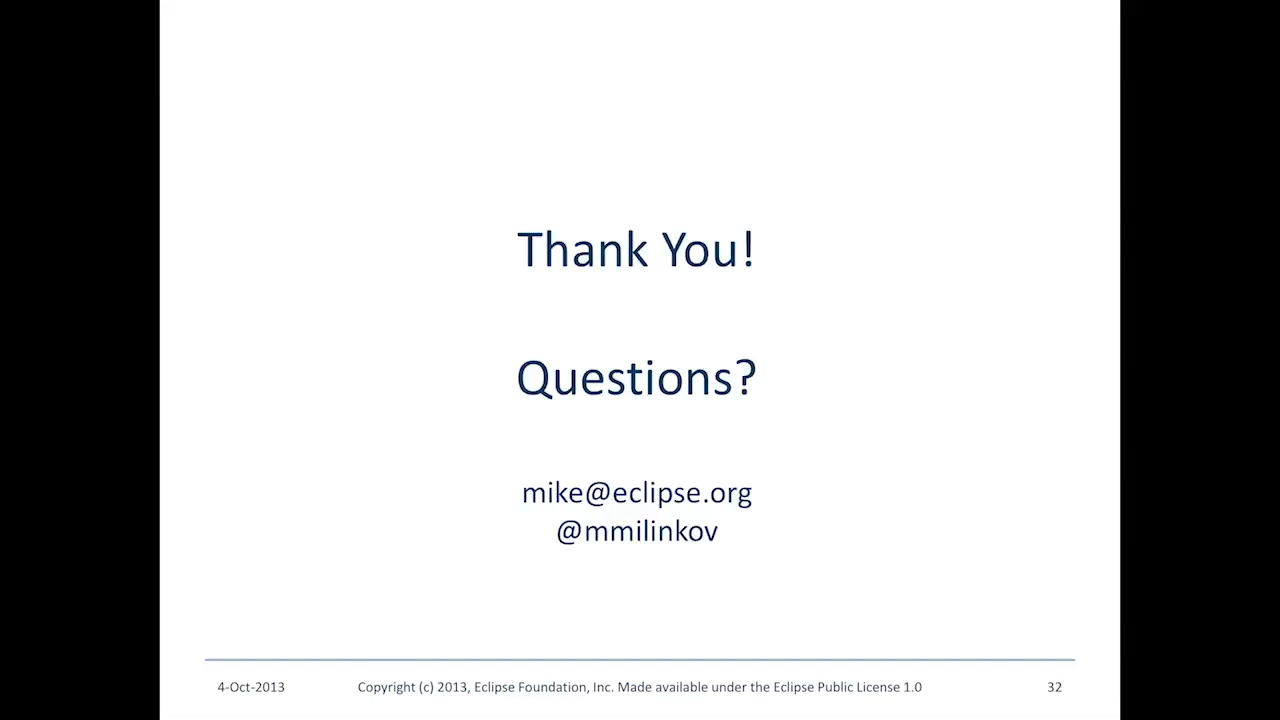 Thank You!
Questions?
mike@eclipse.org
@mmilinkov
4-Oct-2013
Copyright (c) 2013, Eclipse Foundation, Inc. Made available under the Eclipse Public License 1.0
32